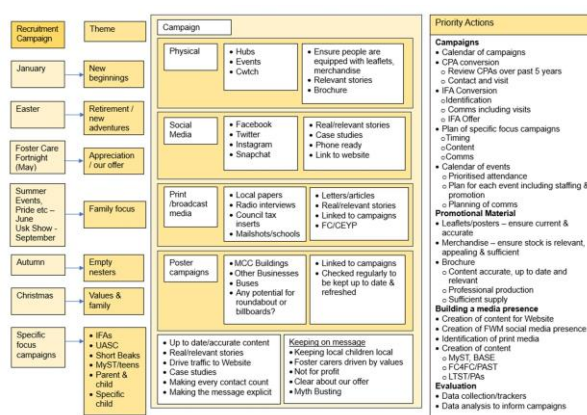 Recruitment
Campaign
Theme
January
New
beginnings
Easter
Retirement /
new
adventures
Foster Care
Fortnight
(May)
Appreciation
/ our offer
Summer
Events,
Pride etc –
June
Usk Show -
September
Family focus
Autumn
Empty
nesters
Christmas
Values &
family
Specific
focus
campaigns
• IFAs
• UASC
• Short Beaks
• MyST/teens
• Parent &
child
• Specific
child
Campaign
Physical
• Hubs
• Events
• Cwtch
• Ensure people are
equipped with leaflets,
merchandise
• Relevant stories
• Brochure
Social
Media
• Facebook
• Twitter
• Instagram
• Snapchat
• Real/relevant stories
• Case studies
• Phone ready
• Link to website
Print
/broadcast
media
• Local papers
• Radio interviews
• Council tax
inserts
• Mailshots/schools
• Letters/articles
• Real/relevant stories
• Linked to campaigns
• FC/CEYP
Poster
campaigns
• MCC Buildings
• Other Businesses
• Buses
• Any potential for
roundabout or
billboards?
• Linked to campaigns
• Checked regularly to
be kept up to date &
refreshed
• Up to date/accurate content
• Real/relevant stories
• Drive traffic to Website
• Case studies
• Making every contact count
• Making the message explicit
Keeping on message
• Keeping local children local
• Foster carers driven by values
• Not for profit
• Clear about our offer
• Myth Busting
Priority Actions
Campaigns
• Calendar of campaigns
• CPA conversion
o Review CPAs over past 5 years
o Contact and visit
• IFA Conversion
oIdentification
o Comms including visits
o IFA Offer
• Plan of specific focus campaigns
oTiming
oContent
oComms
• Calendar of events
o Prioritised attendance
o Plan for each event including staffing &
promotion
o Planning of comms
Promotional Material
• Leaflets/posters – ensure current &
accurate
• Merchandise – ensure stock is relevant,
appealing & sufficient
• Brochure
o Content accurate, up to date and
relevant
o Professional production
o Sufficient supply
Building a media presence
• Creation of content for Website
• Creation of FWM social media presence
• Identification of print media
• Creation of content
o MyST, BASE
o FC4FC/PAST
o LTST/PAs
Evaluation
• Data collection/trackers
• Data analysis to inform campaigns